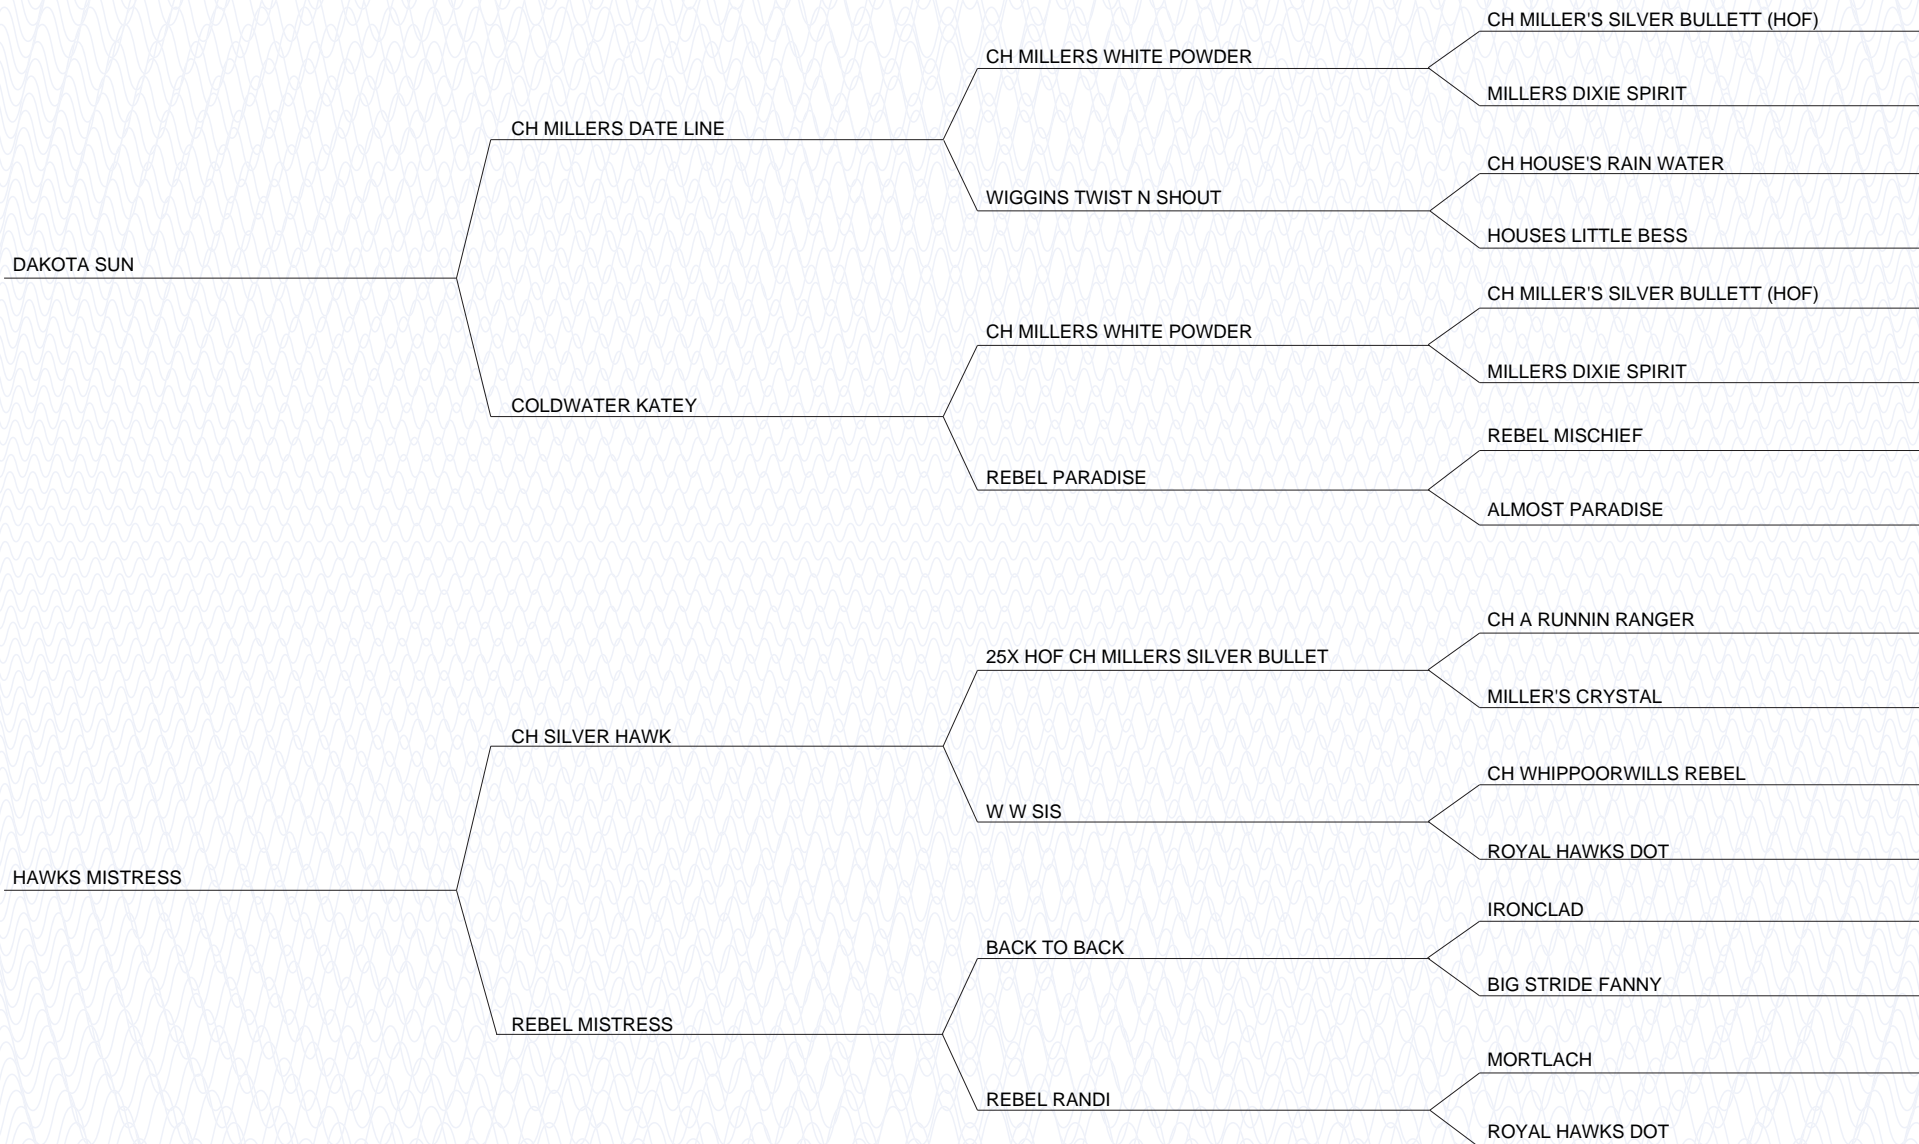 CH MILLER'S SILVER BULLETT (HOF)
CH MILLERS WHITE POWDER
MILLERS DIXIE SPIRIT
CH MILLERS DATE LINE
CH HOUSE'S RAIN WATER
WIGGINS TWIST N SHOUT
HOUSES LITTLE BESS
DAKOTA SUN
CH MILLER'S SILVER BULLETT (HOF)
CH MILLERS WHITE POWDER
MILLERS DIXIE SPIRIT
COLDWATER KATEY
REBEL MISCHIEF
REBEL PARADISE
ALMOST PARADISE
CH A RUNNIN RANGER
25X HOF CH MILLERS SILVER BULLET
MILLER'S CRYSTAL
CH SILVER HAWK
CH WHIPPOORWILLS REBEL
W W SIS
ROYAL HAWKS DOT
HAWKS MISTRESS
IRONCLAD
BACK TO BACK
BIG STRIDE FANNY
REBEL MISTRESS
MORTLACH
REBEL RANDI
ROYAL HAWKS DOT